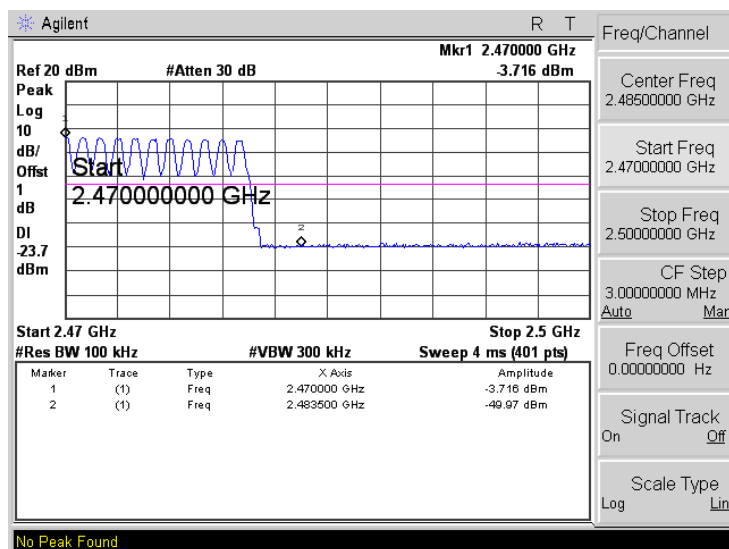 Agilent R T
Mkr1 2.470000 GHz
Ref 20 dBm #Atten 30 dB -3.716 dBm
Peak
Log
10
dB/
Offst
1
dB
DI
-23.7
dBm
1
Start
2.470000000 GHz
2
Start 2.47 GHz Stop 2.5 GHz
#Res BW 100 kHz #VBW 300 kHz Sweep 4 ms (401 pts)
Marker Trace Type X Axis Amplitude
1 (1) Freq 2.470000 GHz -3.716 dBm
2 (1) Freq 2.483500 GHz -49.97 dBm
No Peak Found
Freq/Channel
Center Freq
2.48500000 GHz
Start Freq
2.47000000 GHz
Stop Freq
2.50000000 GHz
CF Step
3.00000000 MHz
Auto Man
Freq Offset
0.00000000 Hz
Signal Track
On Off
Scale Type
Log Lin